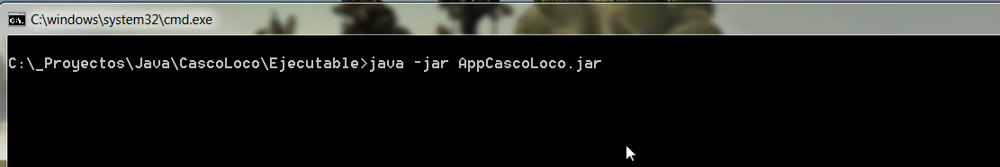 C:\windows\system32\cmd.exe
C:\_Proyectos\Java\CascoLoco\Ejecutable>java -jar AppCascoLoco.jar